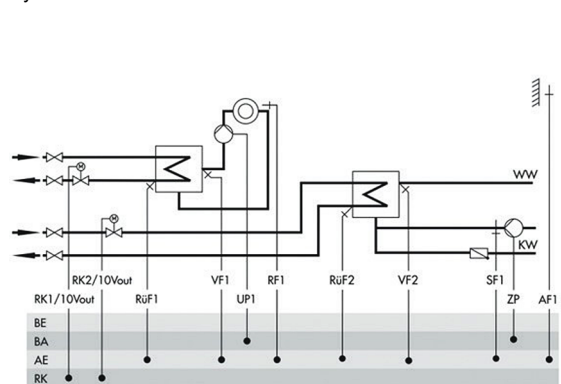 M
M
WW
KW
RK2/10Vout VF1 RF1 RüF2 VF2 SF1
RK1/10Vout RüF1 UP1 ZP AF1
BE
BA
AE
RK